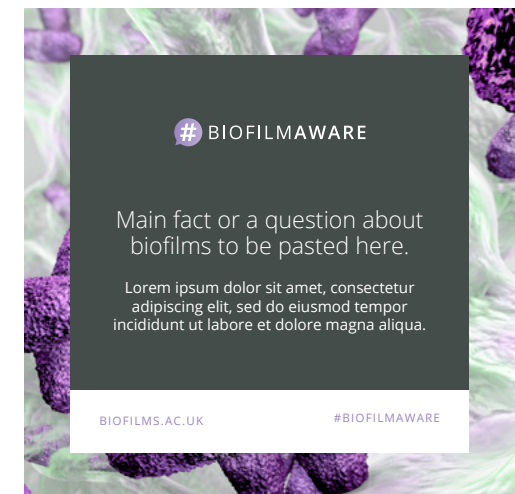 # BIOFILMAWARE
Main fact or a question about
biofilms to be pasted here.
Lorem ipsum dolor sit amet, consectetur
adipiscing elit, sed do eiusmod tempor
incididunt ut labore et dolore magna aliqua.
BIOFILMS.AC.UK
#BIOFILMAWARE